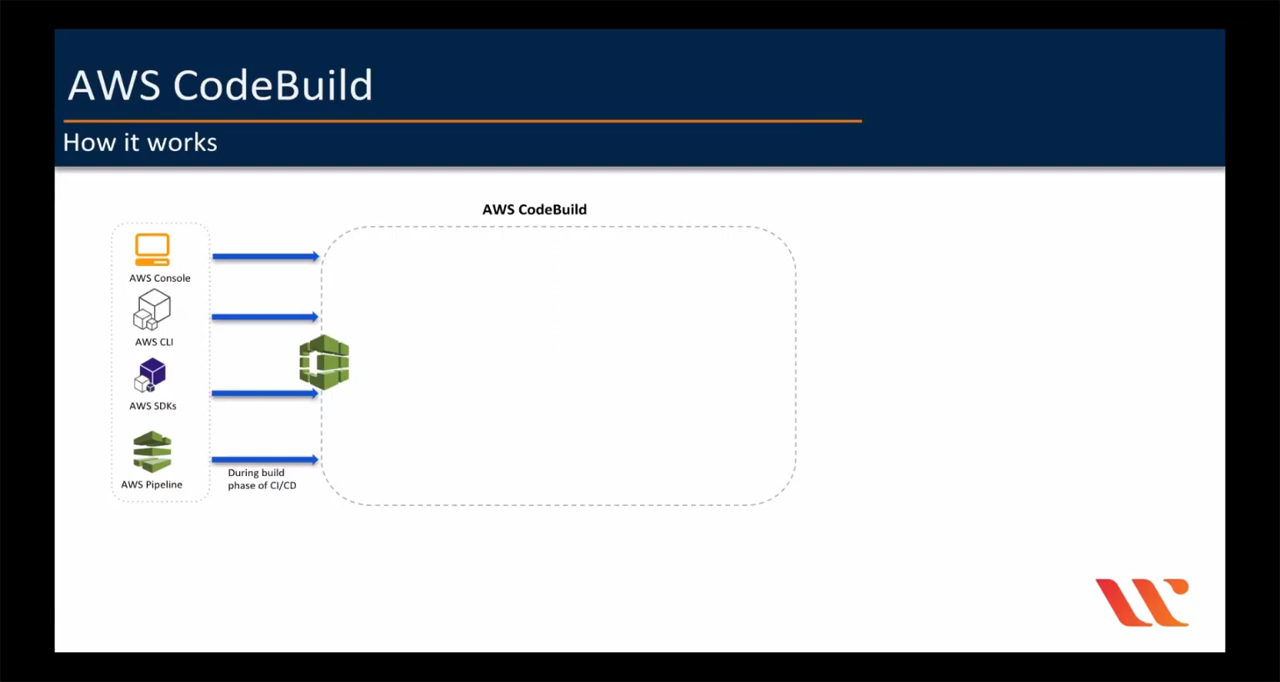 AWS CodeBuild
How it works
AWS CodeBuild
AWS Console
AWS CLI
AWS SDKs
AWS Pipeline
During build
phase of CI/CD